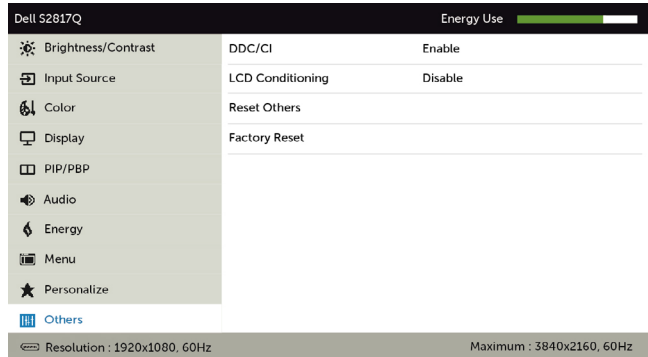 Dell S2817Q Energy Use
Brightness/Contrast DDC/CI Enable
Input Source LCD Conditioning Disable
Color Reset Others
Display Factory Reset
PIP/PBP
Audio
Energy
Menu
Personalize
Others
Resolution : 1920x1080, 60Hz Maximum : 3840x2160, 60Hz